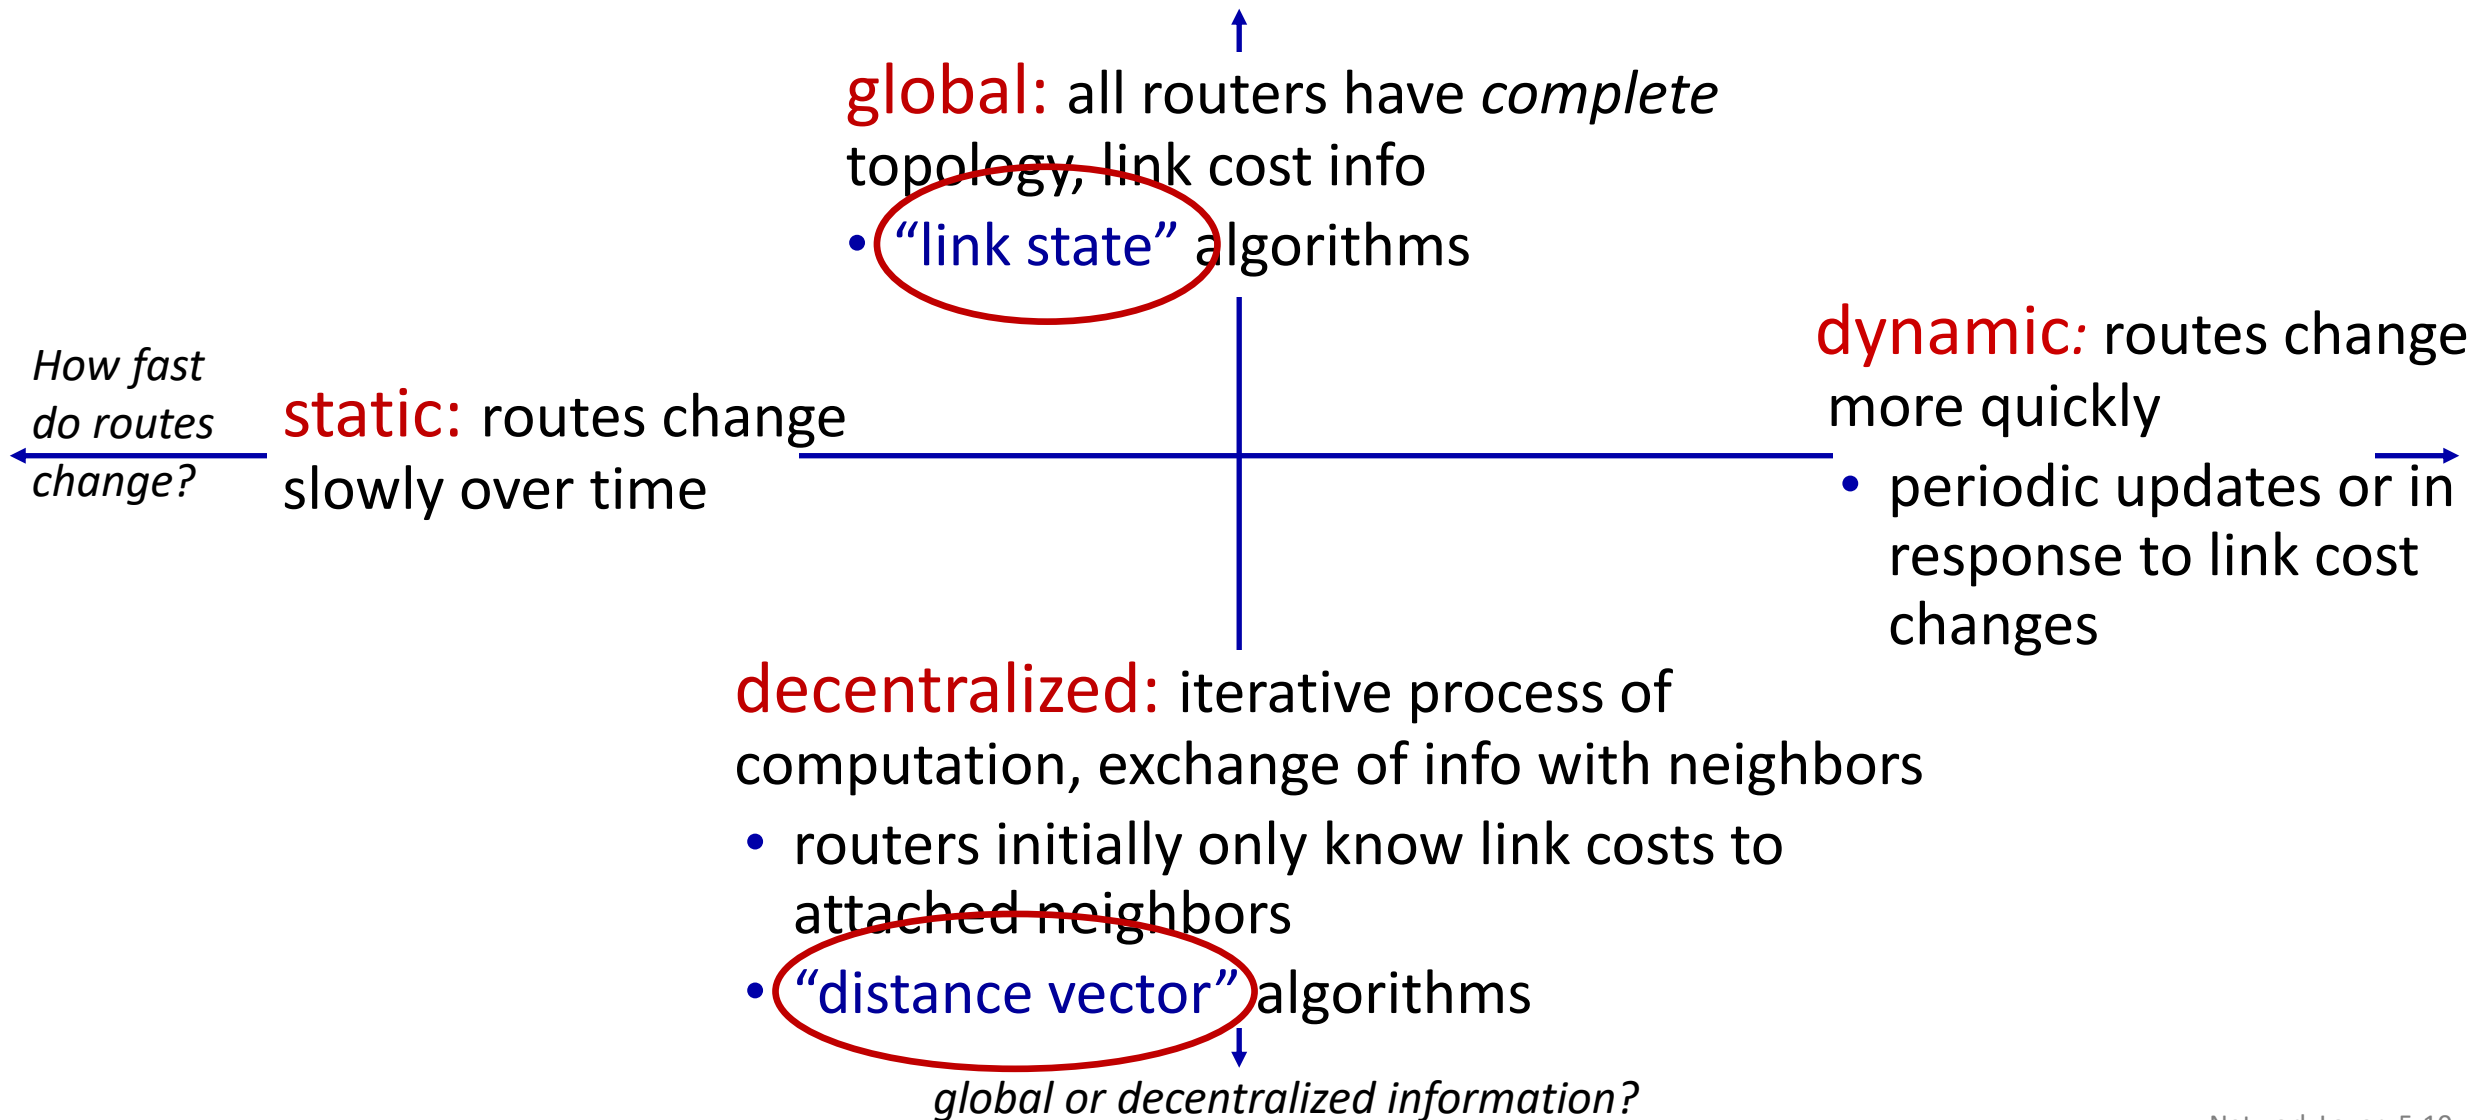 global: all routers have complete
topology, link cost info
• “link state” algorithms
How fast
do routes
change?
static: routes change
slowly over time
dynamic: routes change
more quickly
• periodic updates or in
response to link cost
changes
decentralized: iterative process of
computation, exchange of info with neighbors
• routers initially only know link costs to
attached neighbors
• “distance vector” algorithms
global or decentralized information?